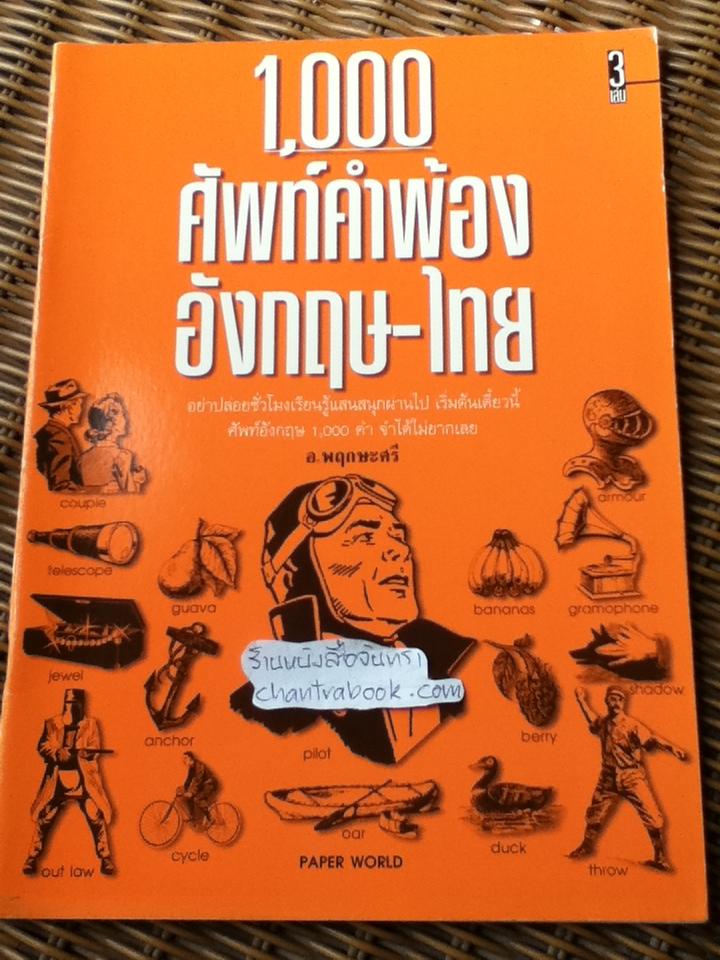 3
เส้น
1,000
ศัพท์คำพ้อง
อังกฤษ-ไทย
อย่าปล่อยชั่วโมงเรียนรู้แสนสนุกผ่านไป เริ่มต้นเดี๋ยวนี้
ศัพท์อังกฤษ 1,000 คำ จำได้ไม่ยากเลย
อ.พฤกษะศรี
couple
armour
telescope
guava
bananas
gramophone
ร้านหนังสือจันทรา
chantrabook.com
jewel
shadow
anchor
pilot
berry
out law
cycle
oar
duck
throw
PAPER WORLD